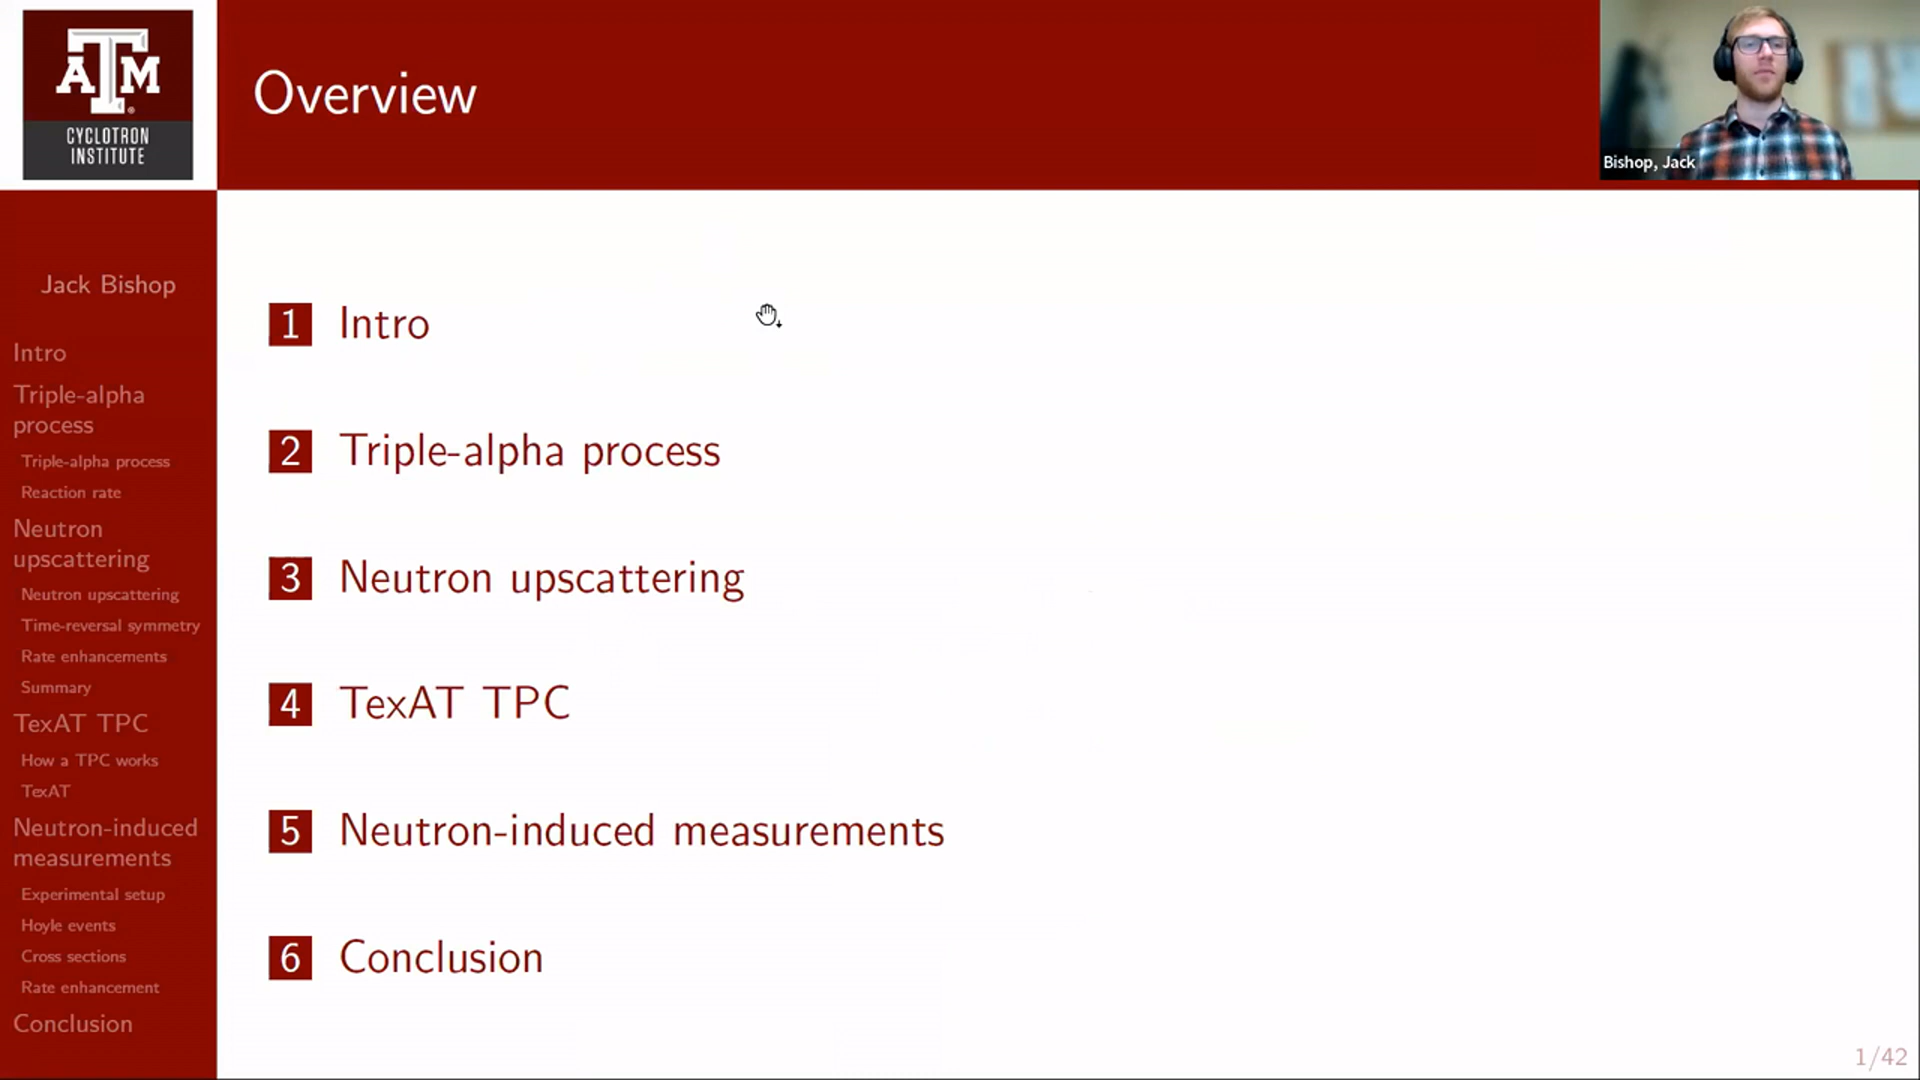 ATM
CYCLOTRON
INSTITUTE
Overview
Bishop, Jack
Jack Bishop
Intro
Triple-alpha
process
Triple-alpha process
Reaction rate
Neutron
upscattering
Neutron upscattering
Time-reversal symmetry
Rate enhancements
Summary
TexAT TPC
How a TPC works
TexAT
Neutron-induced
measurements
Experimental setup
Hoyle events
Cross sections
Rate enhancement
Conclusion
1 Intro
2 Triple-alpha process
3 Neutron upscattering
4 TexAT TPC
5 Neutron-induced measurements
6 Conclusion
1/42